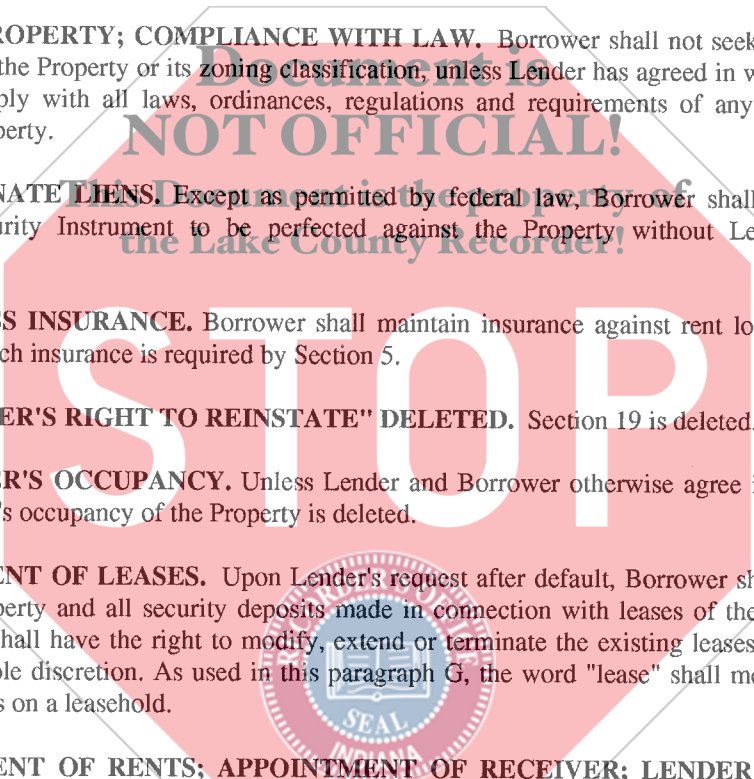 ROPERTY; COMPLIANCE WITH LAW. Borrower shall not seek
the Property or its zoning classification, unless Lender has agreed in w
ply with all laws, ordinances, regulations and requirements of any
perty.
Document is
NOT OFFICIAL!
This Document is the property of
the Lake County Recorder!
NATE LIENS. Except as permitted by federal law, Borrower shall
urity Instrument to be perfected against the Property without Le
S INSURANCE. Borrower shall maintain insurance against rent lo
ch insurance is required by Section 5.
STOP
ER'S RIGHT TO REINSTATE" DELETED. Section 19 is deleted.
R'S OCCUPANCY. Unless Lender and Borrower otherwise agree i
's occupancy of the Property is deleted.
ENT OF LEASES. Upon Lender's request after default, Borrower sh
perty and all security deposits made in connection with leases of the
hall have the right to modify, extend or terminate the existing leases
le discretion. As used in this paragraph G, the word "lease" shall me
s on a leasehold.
SEAL
INDIANA
ENT OF RENTS; APPOINTMENT OF RECEIVER; LENDER